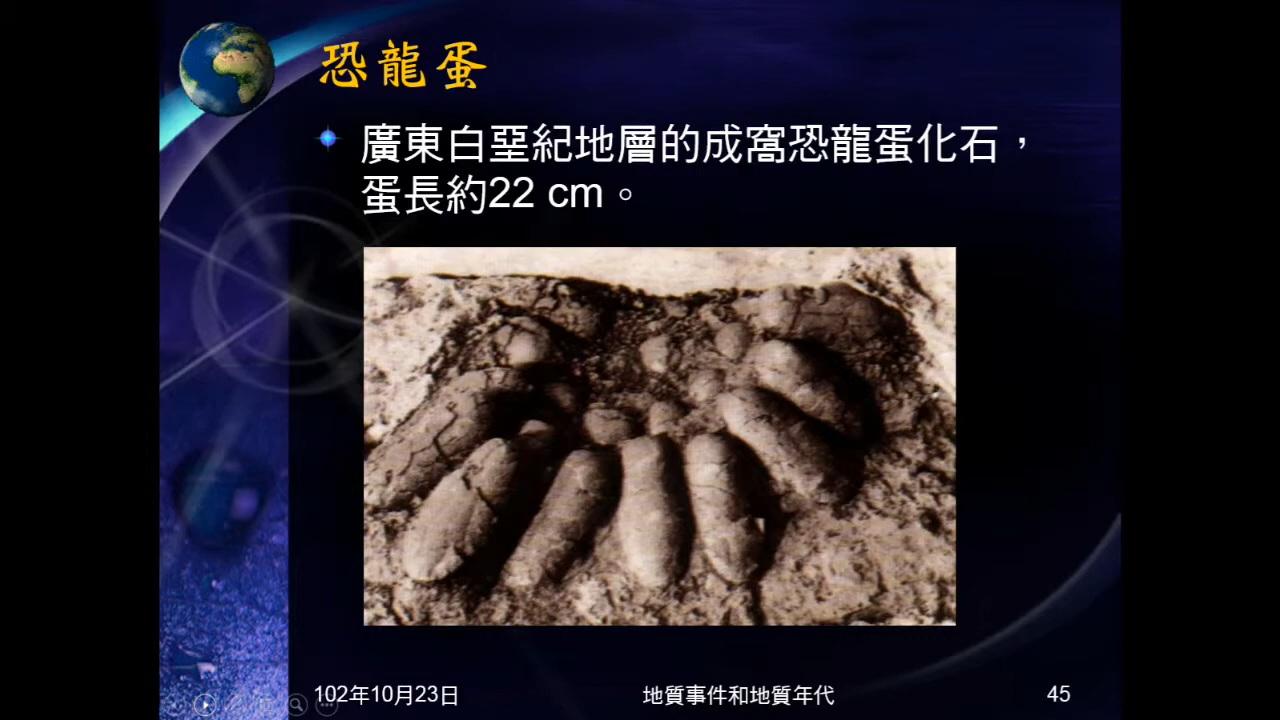 恐龍蛋
廣東白堊紀地層的成窩恐龍蛋化石，
蛋長約22 cm。
102年10月23日
地質事件和地質年代
45